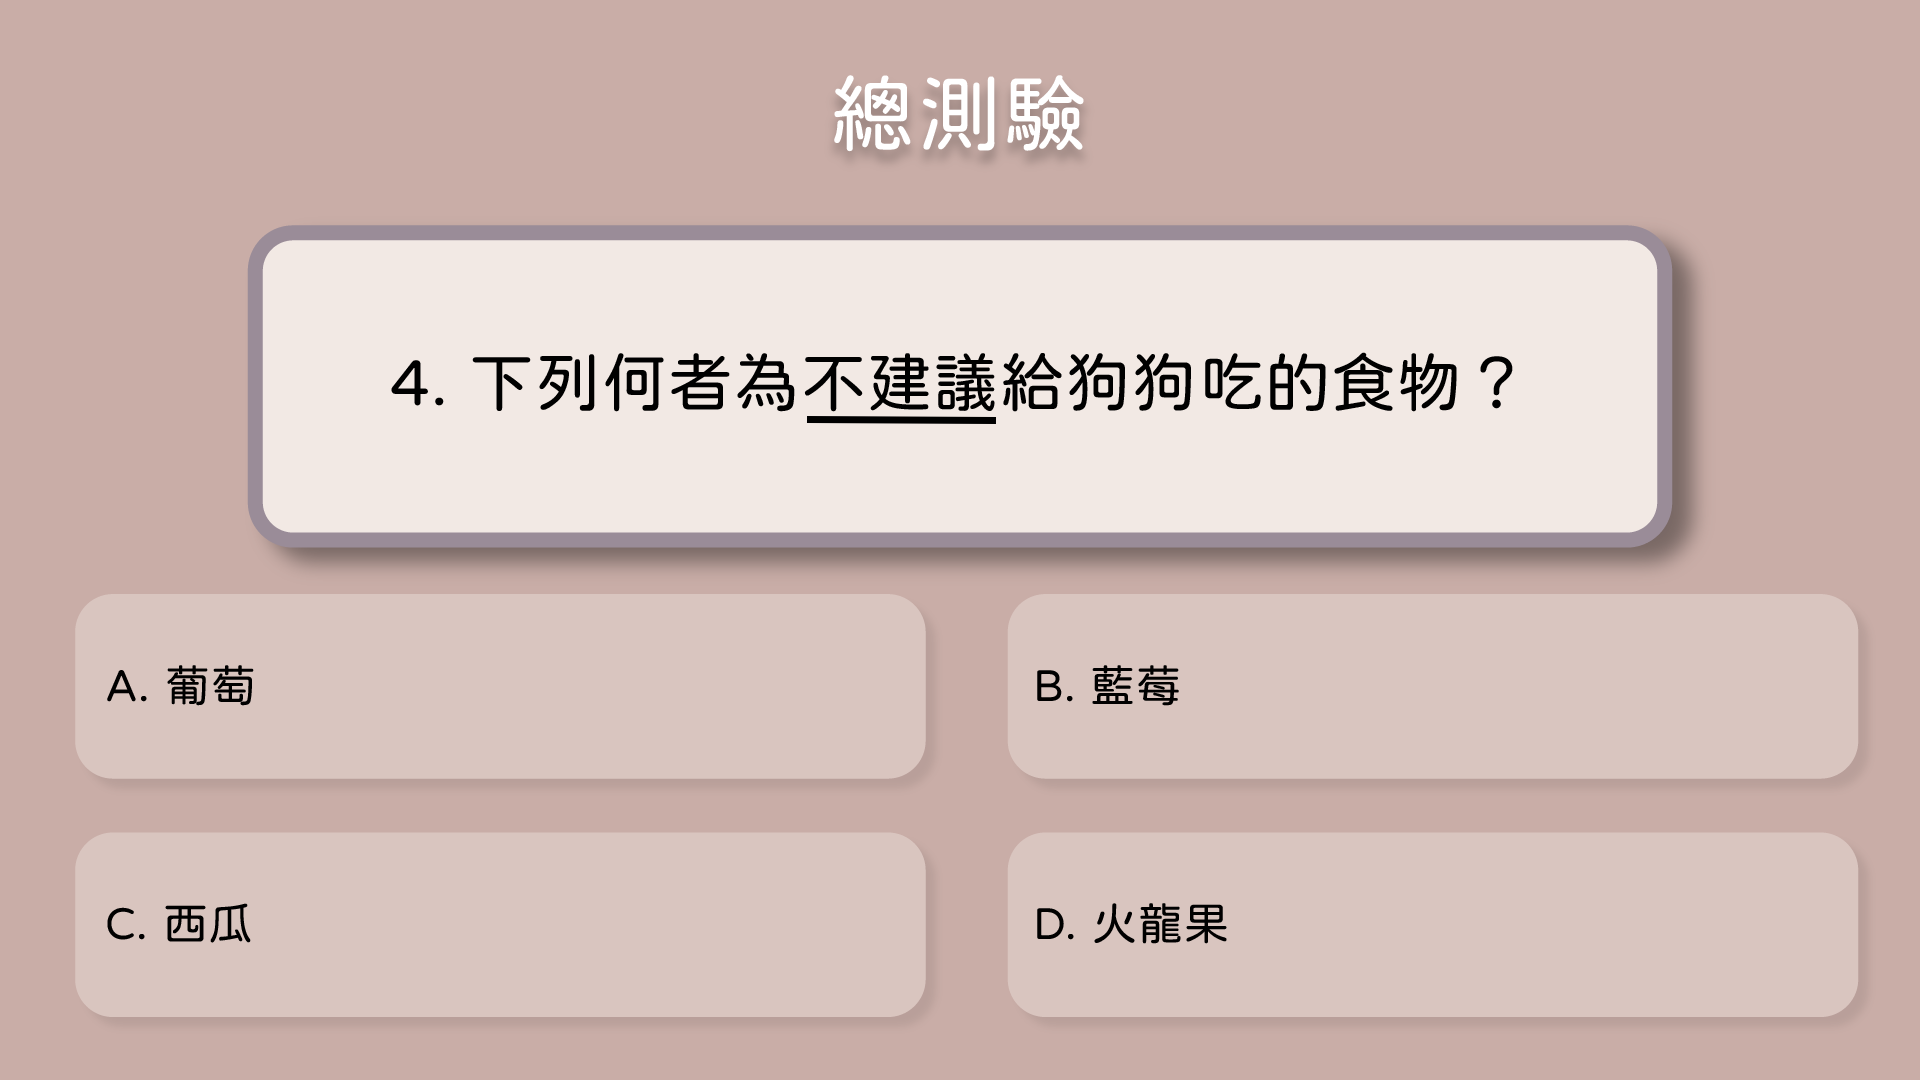 總測驗
4. 下列何者為不建議給狗狗吃的食物？
A. 葡萄
B. 藍莓
C. 西瓜
D. 火龍果